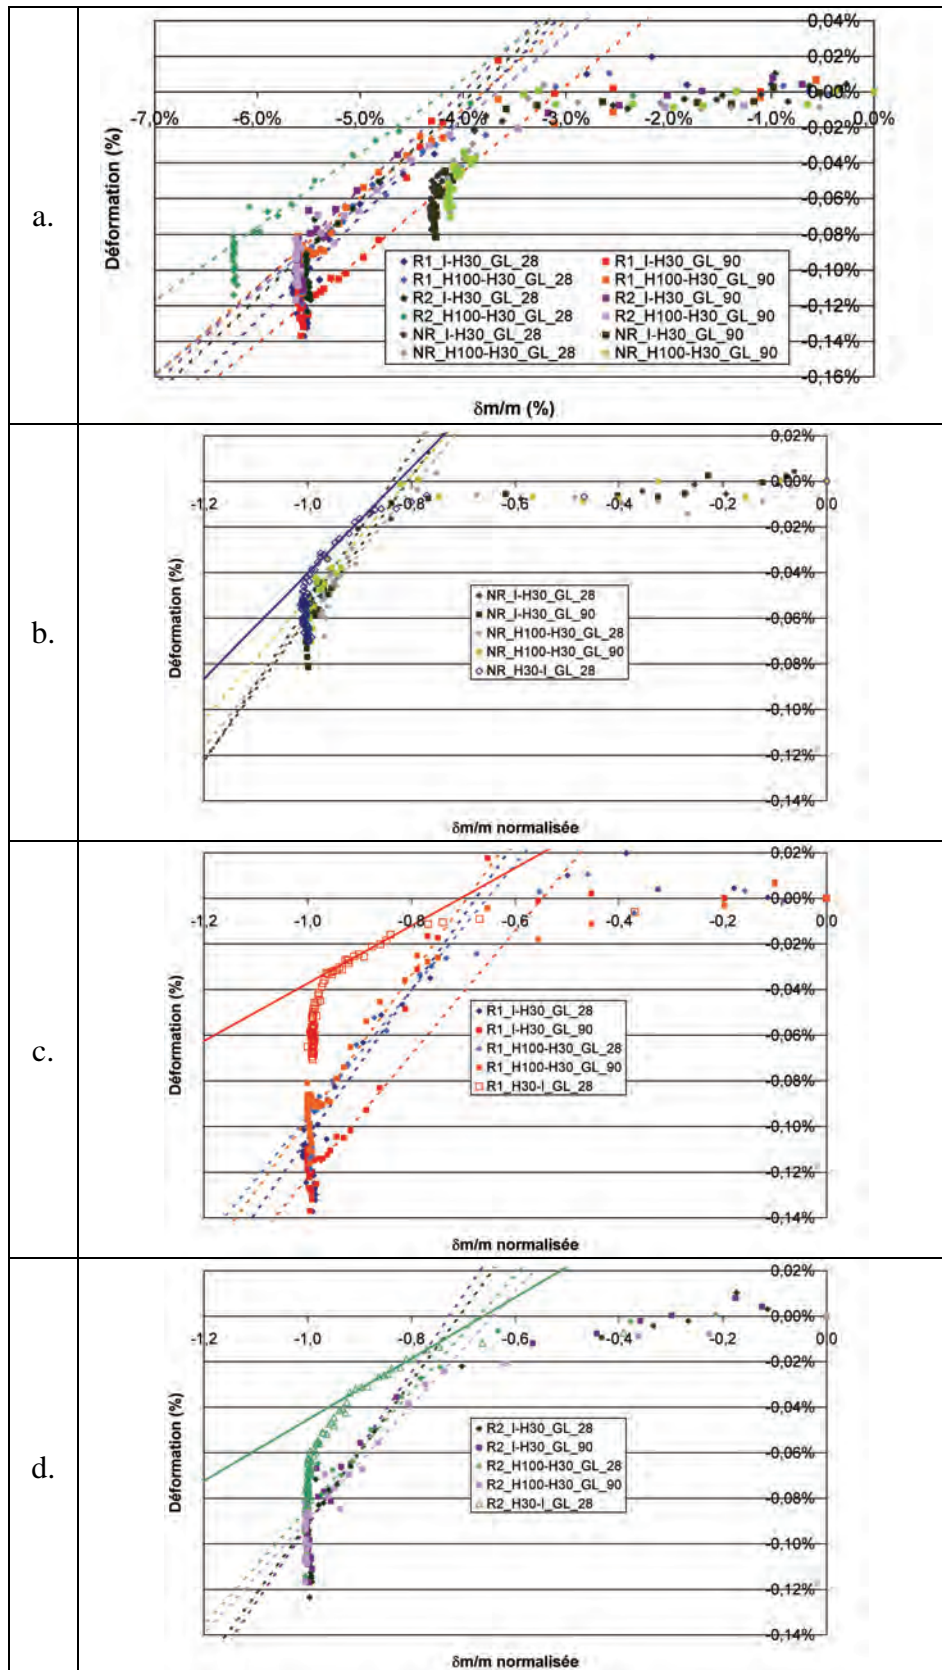 a.
0,04%
0,02%
0,00%
-7,0% -6,0% -5,0% -4,0% -3,0% -2,0% -1,0% 0,0%
-0,02%
-0,04%
-0,06%
-0,08%
-0,10%
-0,12%
-0,14%
-0,16%
Déformation (%)
R1_I-H30_GL_28 R1_I-H30_GL_90
R1_H100-H30_GL_28 R1_H100-H30_GL_90
R2_I-H30_GL_28 R2_I-H30_GL_90
R2_H100-H30_GL_28 R2_H100-H30_GL_90
NR_I-H30_GL_28 NR_I-H30_GL_90
NR_H100-H30_GL_28 NR_H100-H30_GL_90
δm/m (%)
b.
0,02%
0,00%
-1,2 -1,0 -0,8 -0,6 -0,4 -0,2 0,0
-0,02%
-0,04%
-0,06%
-0,08%
-0,10%
-0,12%
-0,14%
Déformation (%)
NR_I-H30_GL_28
NR_I-H30_GL_90
NR_H100-H30_GL_28
NR_H100-H30_GL_90
NR_H30-I_GL_28
δm/m normalisée
c.
0,02%
0,00%
-1,2 -1,0 -0,8 -0,6 -0,4 -0,2 0,0
-0,02%
-0,04%
-0,06%
-0,08%
-0,10%
-0,12%
-0,14%
Déformation (%)
R1_I-H30_GL_28
R1_I-H30_GL_90
R1_H100-H30_GL_28
R1_H100-H30_GL_90
R1_H30-I_GL_28
δm/m normalisée
d.
0,02%
0,00%
-1,2 -1,0 -0,8 -0,6 -0,4 -0,2 0,0
-0,02%
-0,04%
-0,06%
-0,08%
-0,10%
-0,12%
-0,14%
Déformation (%)
R2_I-H30_GL_28
R2_I-H30_GL_90
R2_H100-H30_GL_28
R2_H100-H30_GL_90
R2_H30-I_GL_28
δm/m normalisée